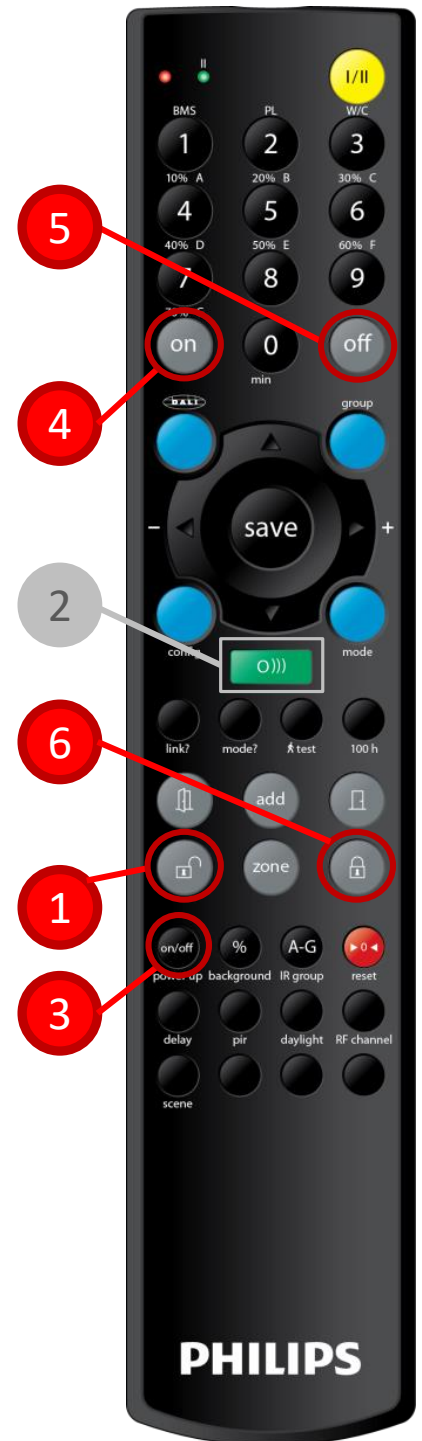 II
I/II
BMS PL W/C
1 2 3
10% A 20% B 30% C
4 5 6
5
40% D 50% E 60% F
7 8 9
on 0 off
min
4
DALI group
- save +
2
config mode
O)))
6
link? mode? test 100 h
add
1
zone
on/off % A-G ►0◄
power up background IR group reset
3
delay pir daylight RF channel
scene
PHILIPS